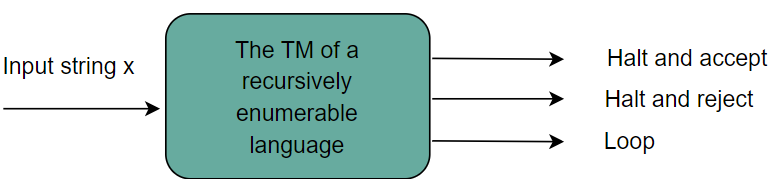 Input string x
The TM of a
recursively
enumerable
language
Halt and accept
Halt and reject
Loop